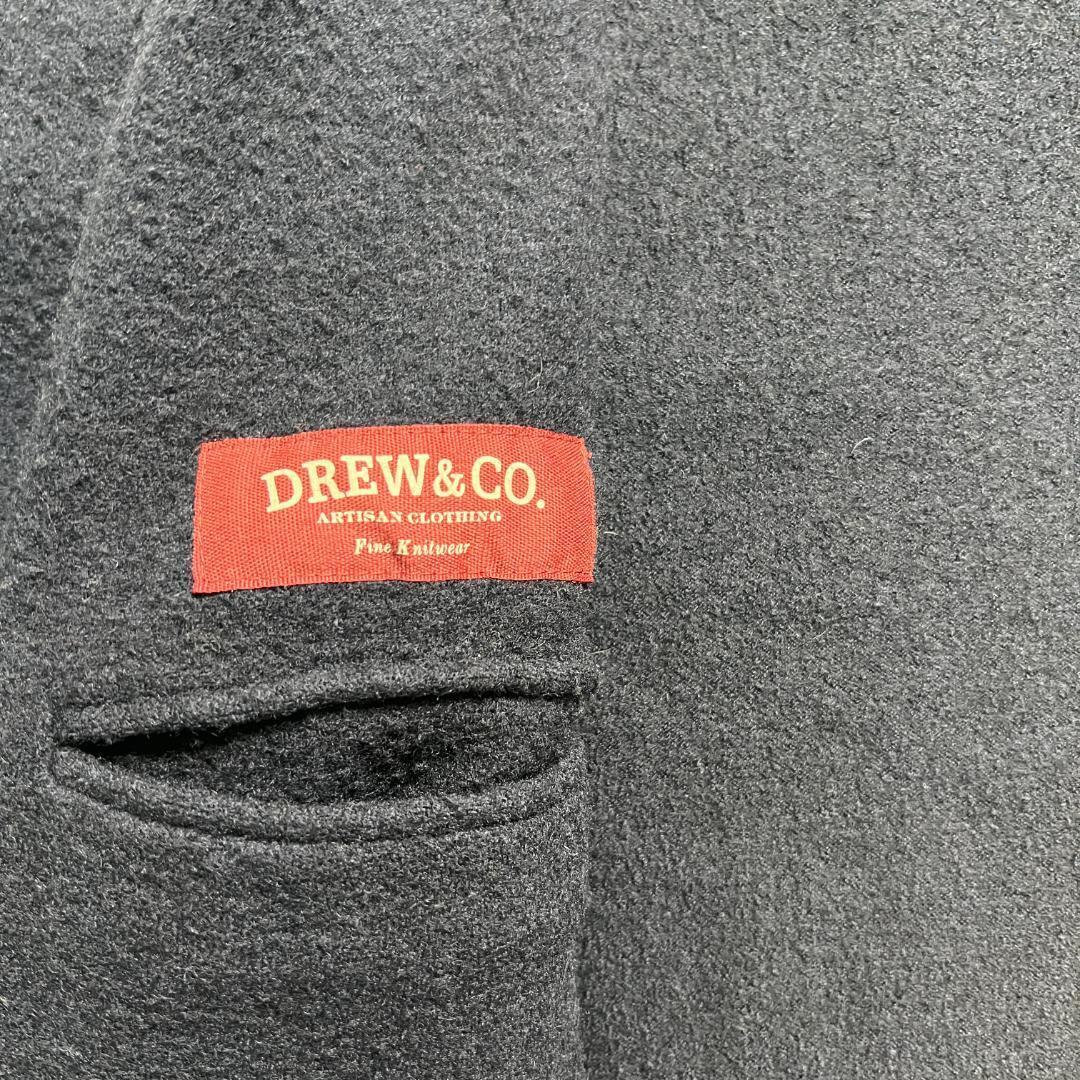 DREW & CO.
ARTISAN CLOTHING
Fine Knitwear